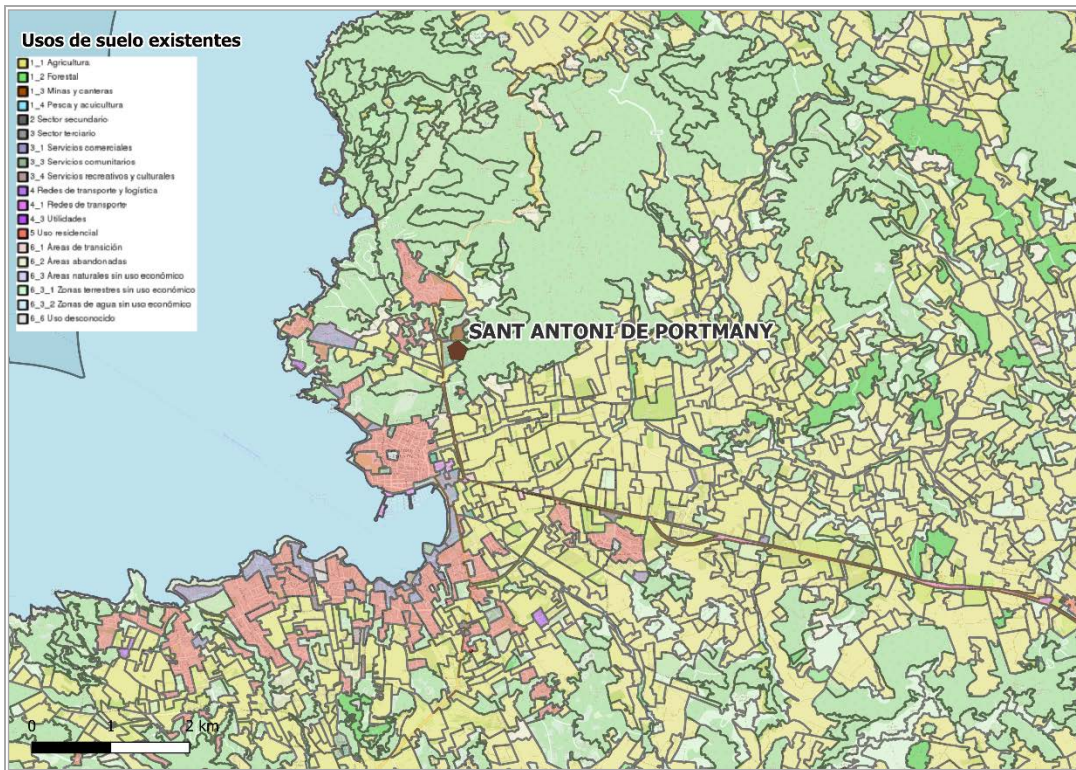 Usos de suelo existentes
1_1 Agricultura
1_2 Forestal
1_3 Minas y canteras
1_4 Pesca y acuicultura
2 Sector secundario
3 Sector terciario
3_1 Servicios comerciales
3_3 Servicios comunitarios
3_4 Servicios recreativos y culturales
4 Redes de transporte y logística
4_1 Redes de transporte
4_3 Utilidades
5 Uso residencial
6_1 Áreas de transición
6_2 Áreas abandonadas
6_3 Áreas naturales sin uso económico
6_3_1 Zonas terrestres sin uso económico
6_3_2 Zonas de agua sin uso económico
6_6 Uso desconocido
SANT ANTONI DE PORTMANY
0 1 2 km